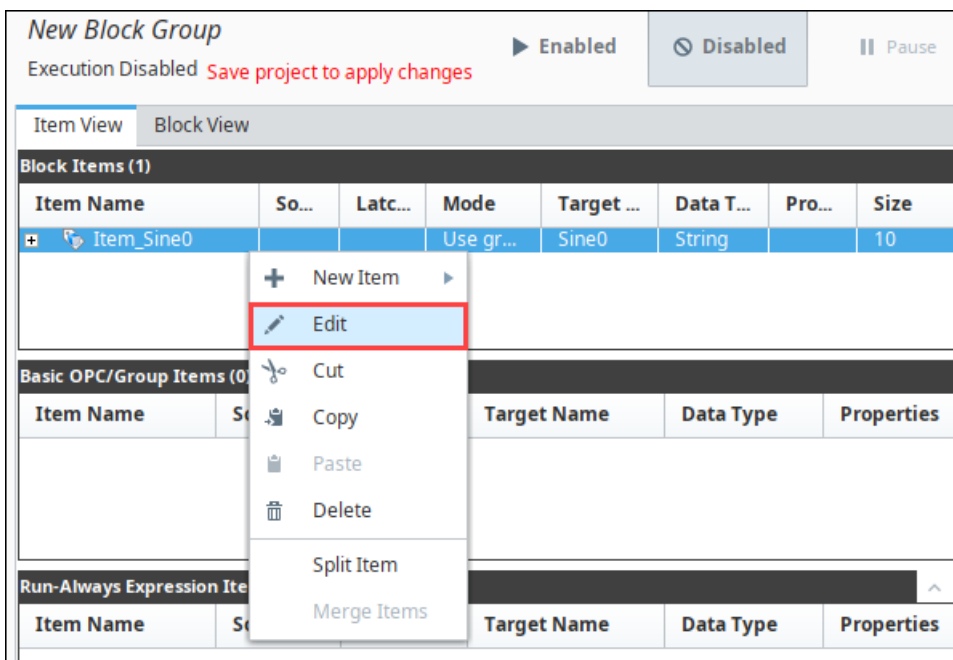 New Block Group
Enabled
Disabled
Pause
Execution Disabled Save project to apply changes
Item View Block View
Block Items (1)
Item Name So... Latc... Mode Target ... Data T... Pro... Size
Item_Sine0 Use gr... Sine0 String 10
New Item
Edit
Cut
Copy
Paste
Delete
Split Item
Merge Items
Basic OPC/Group Items (0)
Item Name Target Name Data Type Properties
Run-Always Expression
Item Name Target Name Data Type Properties